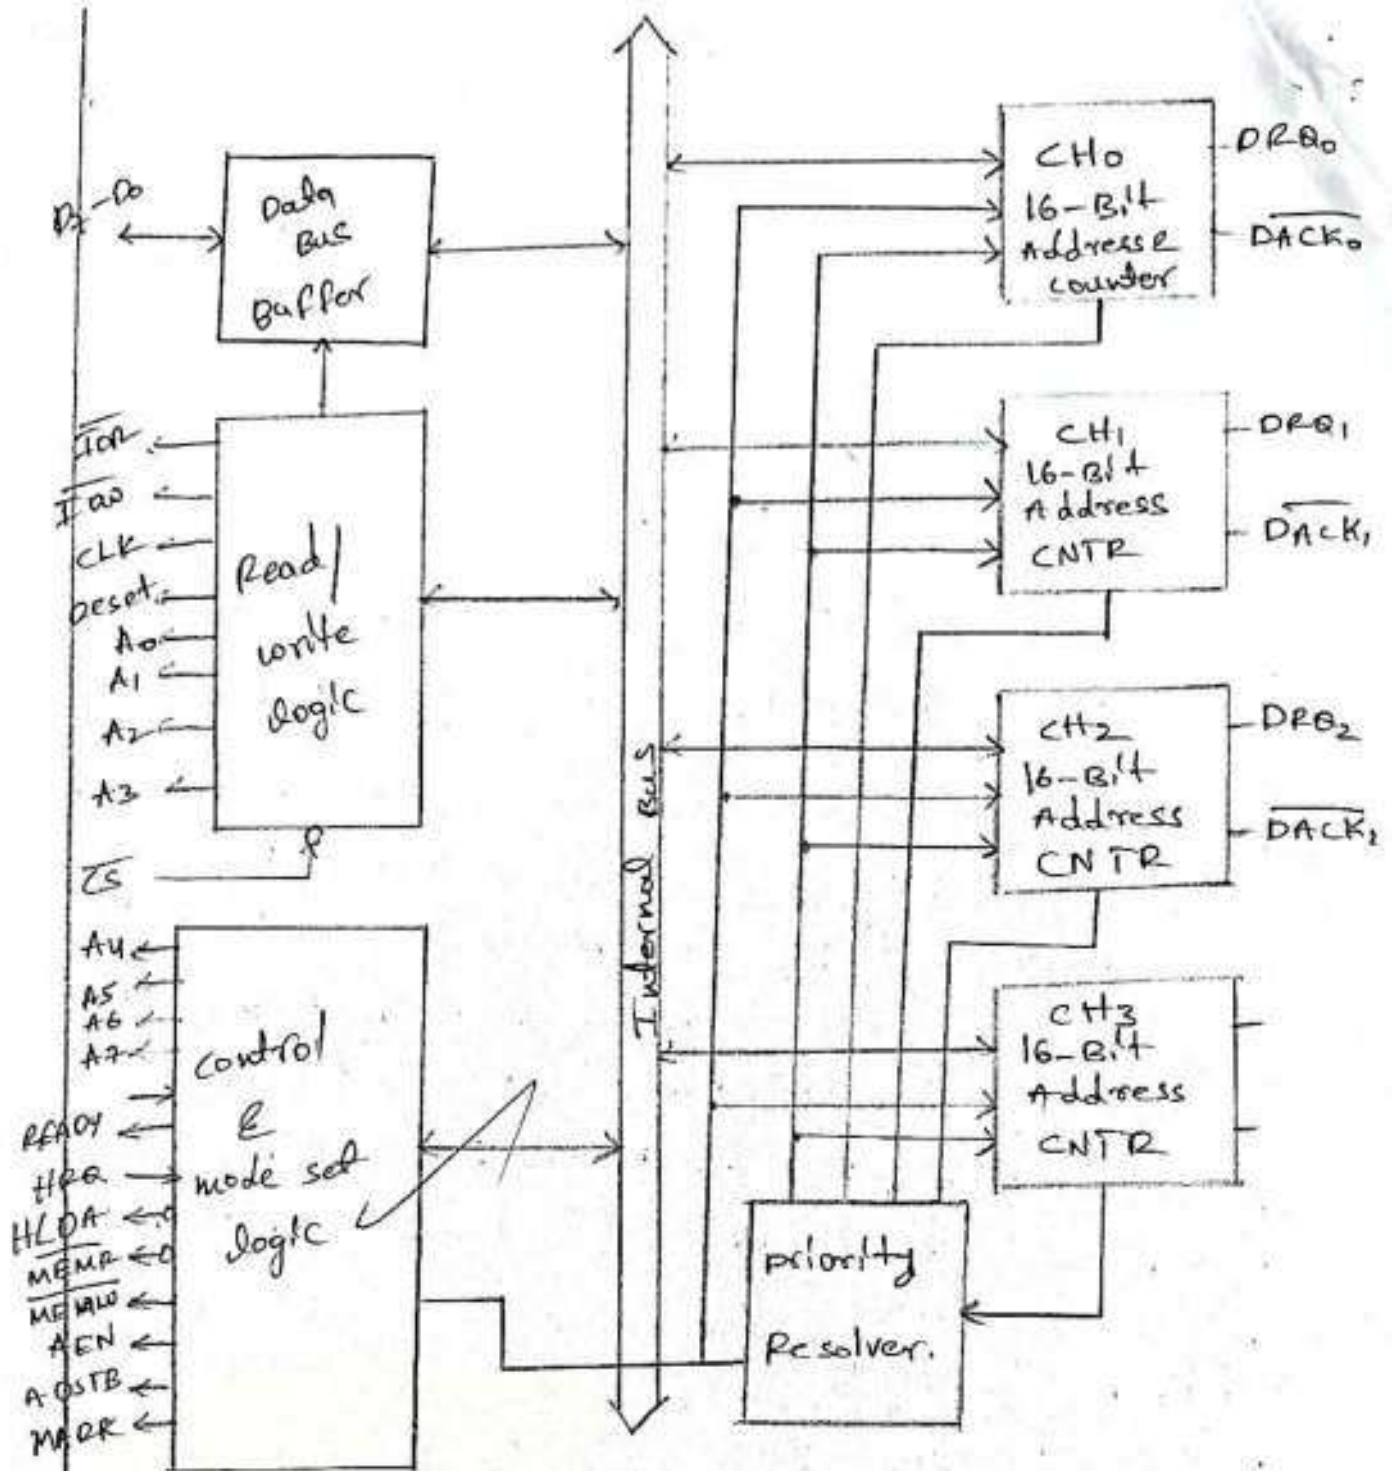 Data
Bus
Buffer
D7-D0
IOR
IOW
CLK
Reset
A0
A1
A2
A3
CS
Read/
write
logic
A4
A5
A6
A7
READY
HRQ
HLDA
MEMR
MEMW
AEN
ADSTB
MARK
control
&
mode set
logic
Internal Bus
CH0
16-Bit
Address &
counter
DRQ0
DACK0
CH1
16-Bit
Address
CNTR
DRQ1
DACK1
CH2
16-Bit
Address
CNTR
DRQ2
DACK2
CH3
16-Bit
Address
CNTR
priority
Resolver.